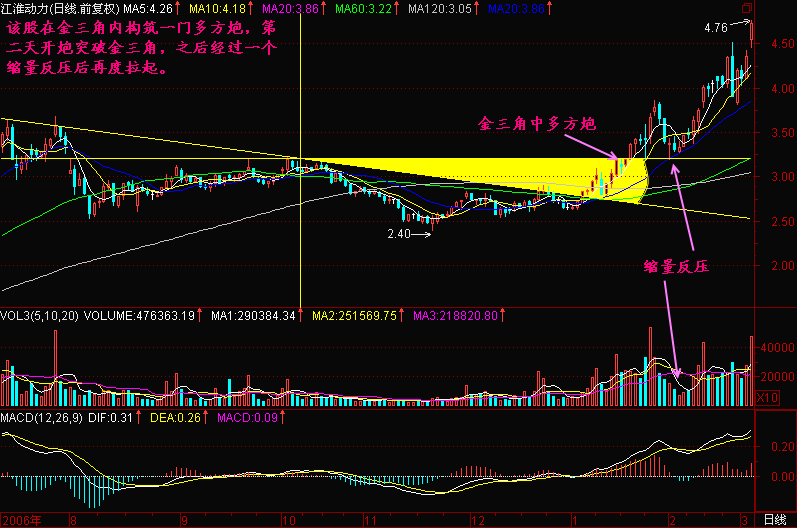 江淮动力(日线.前复权) MA5:4.26↑ MA10:4.18↑ MA20:3.86↑ MA60:3.22↑ MA120:3.05↑ MA20:3.86↑
该股在金三角内构筑一门多方炮，第
二天开炮突破金三角，之后经过一个
缩量反压后再度拉起。
4.76
4.00
金三角中多方炮
3.50
3.00
2.50
2.40
缩量反压
2.00
VOL3(5,10,20) VOLUME:476363.19↑ MA1:290384.34↑ MA2:251569.75↑ MA3:218820.80↑
40000
20000
X10
MACD(12,26,9) DIF:0.31↑ DEA:0.26↑ MACD:0.09↑
0.20
0.00
2006年 8 9 10 11 12 1 2 3 日线